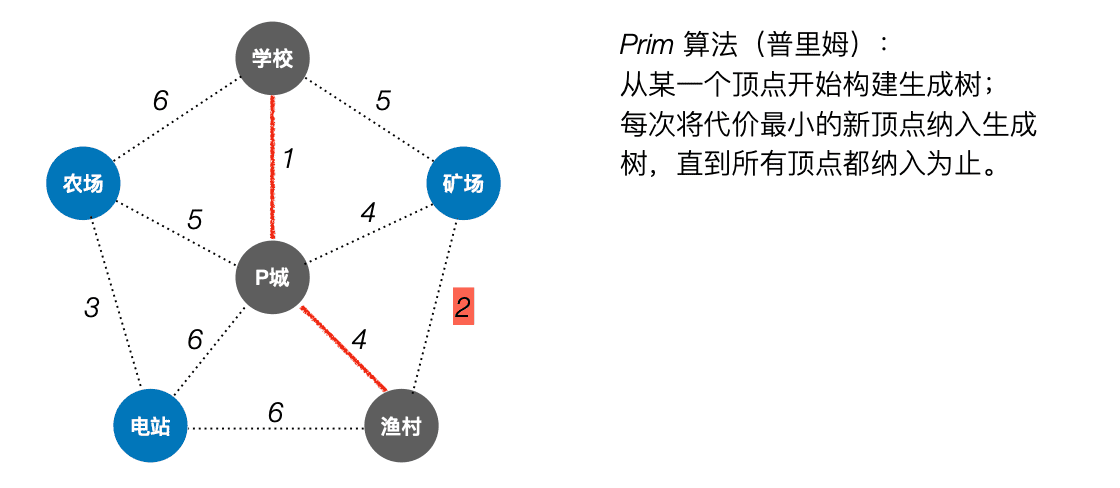 Prim 算法（普里姆）：
从某一个顶点开始构建生成树；
每次将代价最小的新顶点纳入生成
树，直到所有顶点都纳入为止。
学校
6
5
1
农场
矿场
5
4
P城
3
2
6
4
电站
6
渔村